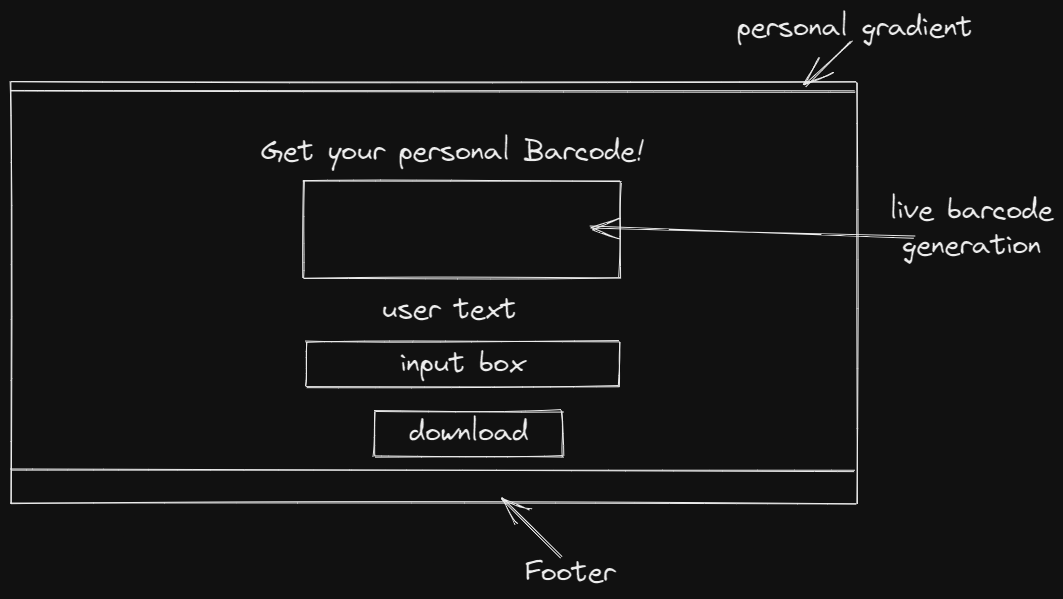 personal gradient
Get your personal Barcode!
live barcode
generation
user text
input box
download
Footer